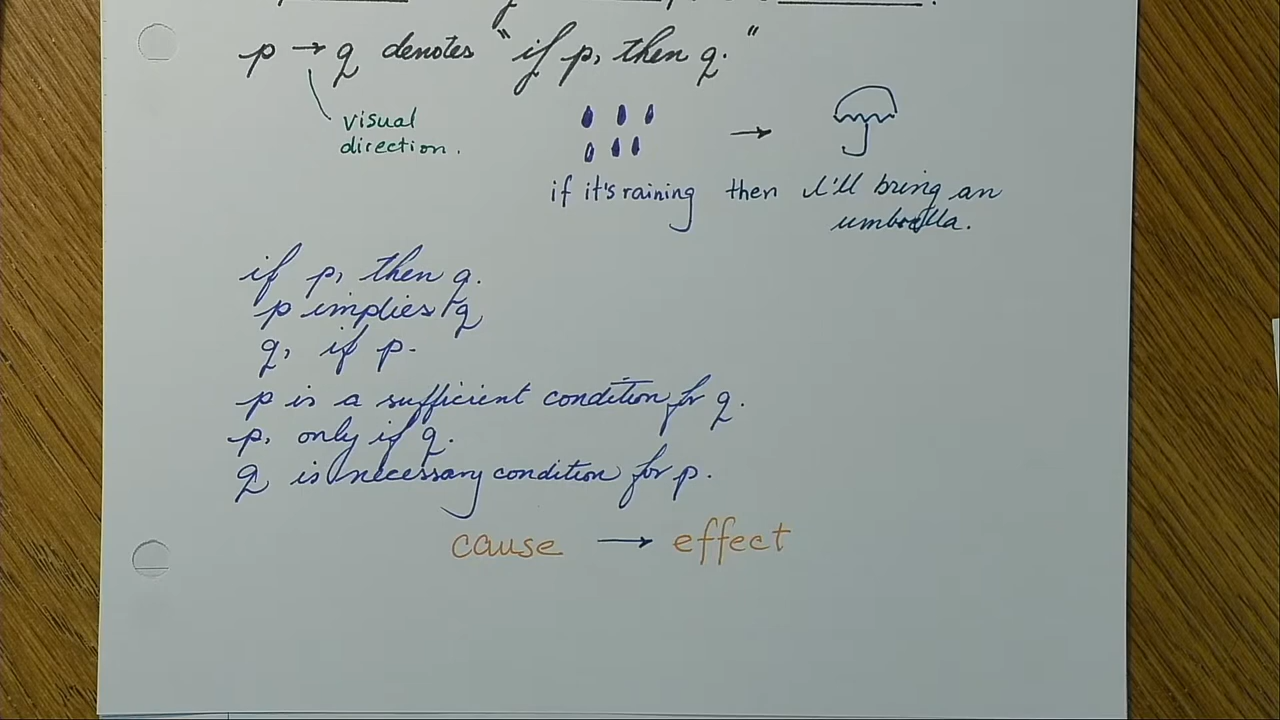 p → q denotes "if p, then q."
visual
direction.
→
if it's raining then I'll bring an
umbrella.
if p, then q.
p implies q
q, if p.
p is a sufficient condition for q.
p, only if q.
q is necessary condition for p.
cause → effect